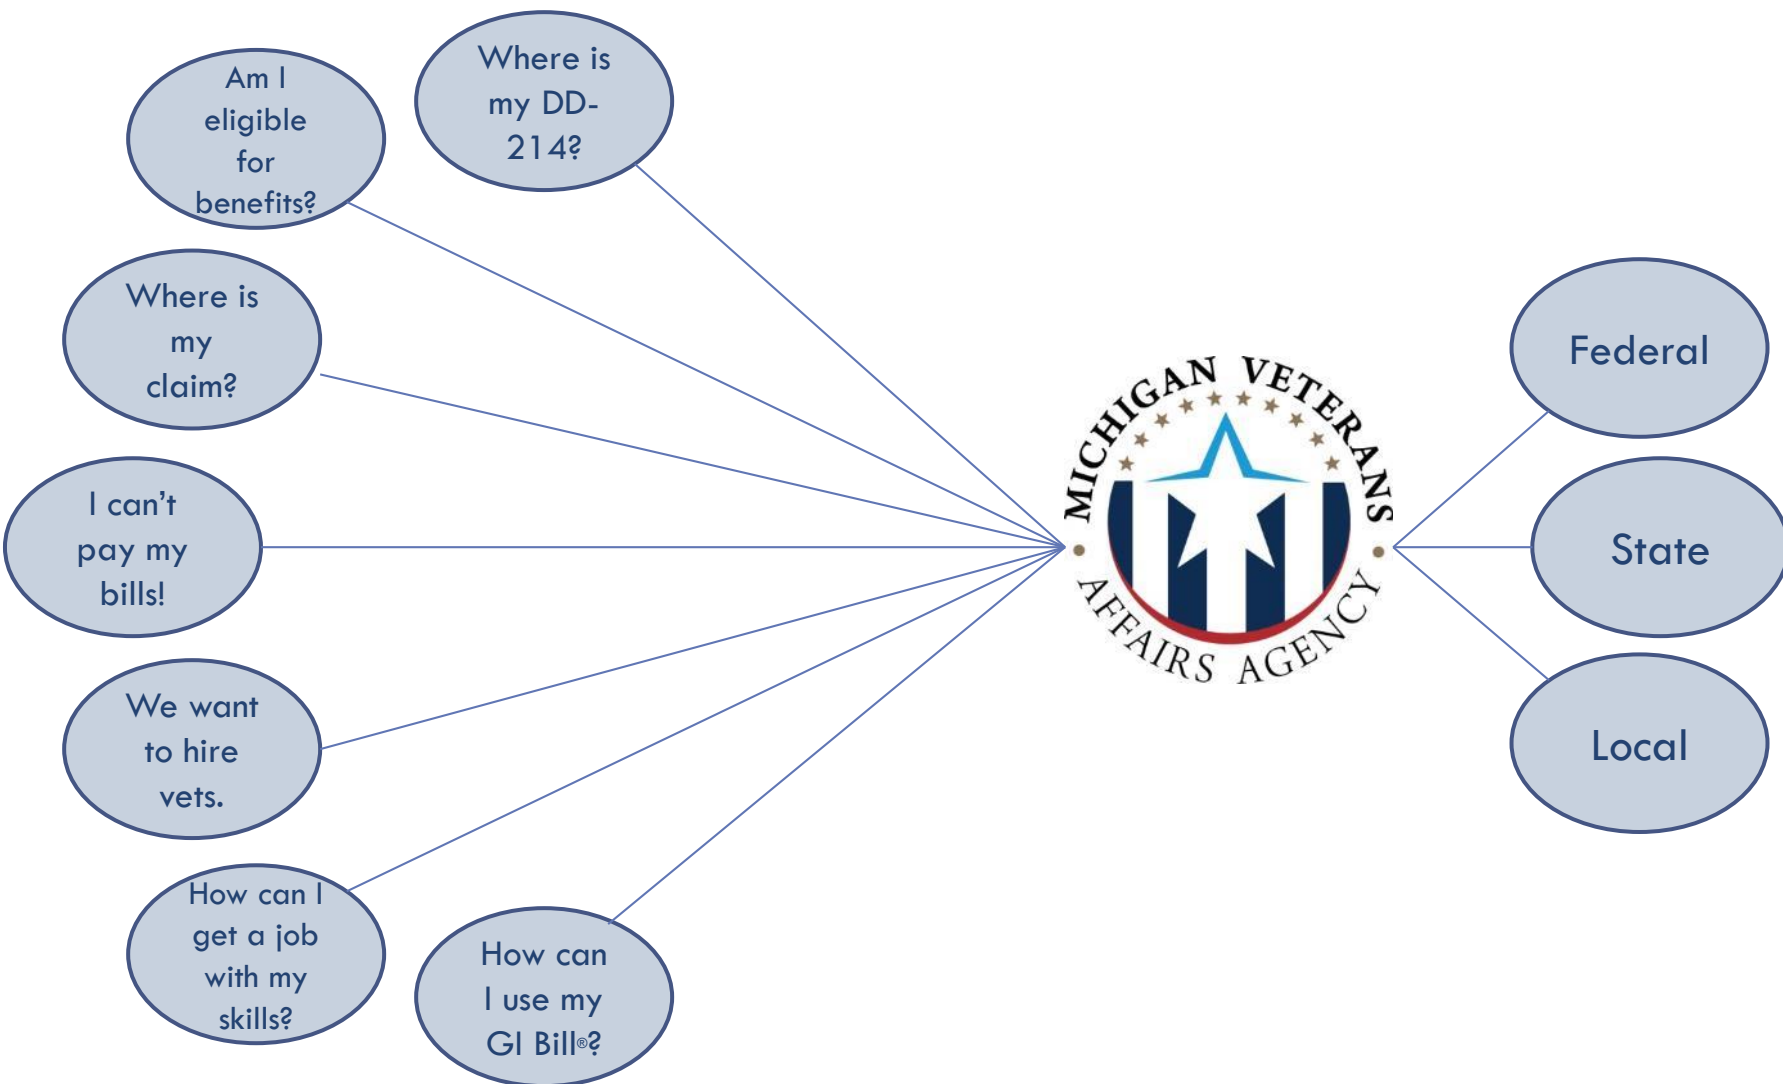 Where is
my DD-
214?
Am I
eligible
for
benefits?
Where is
my
claim?
I can’t
pay my
bills!
We want
to hire
vets.
How can I
get a job
with my
skills?
How can
I use my
GI Bill®?
MICHIGAN VETERANS
AFFAIRS AGENCY
Federal
State
Local